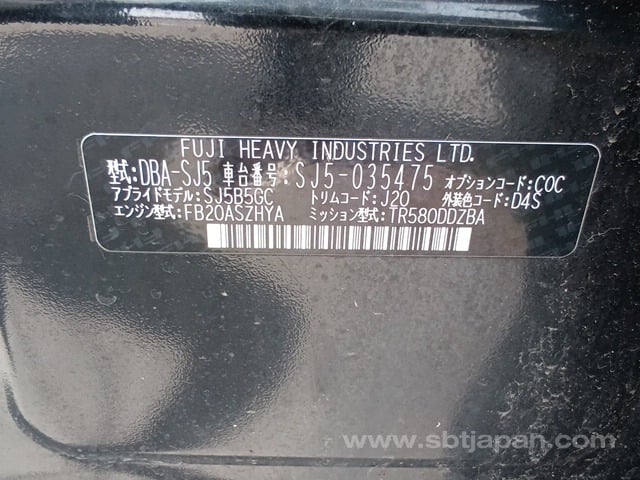 FUJI HEAVY INDUSTRIES LTD.
型式:DBA-SJ5 車台番号:SJ5-035475 オプションコード:C0C
アプライドモデル:SJ5B5GC トリムコード:J20 外装色コード:D4S
エンジン型式:FB20ASZHYA ミッション型式:TR580DDZBA
www.sbtjapan.com